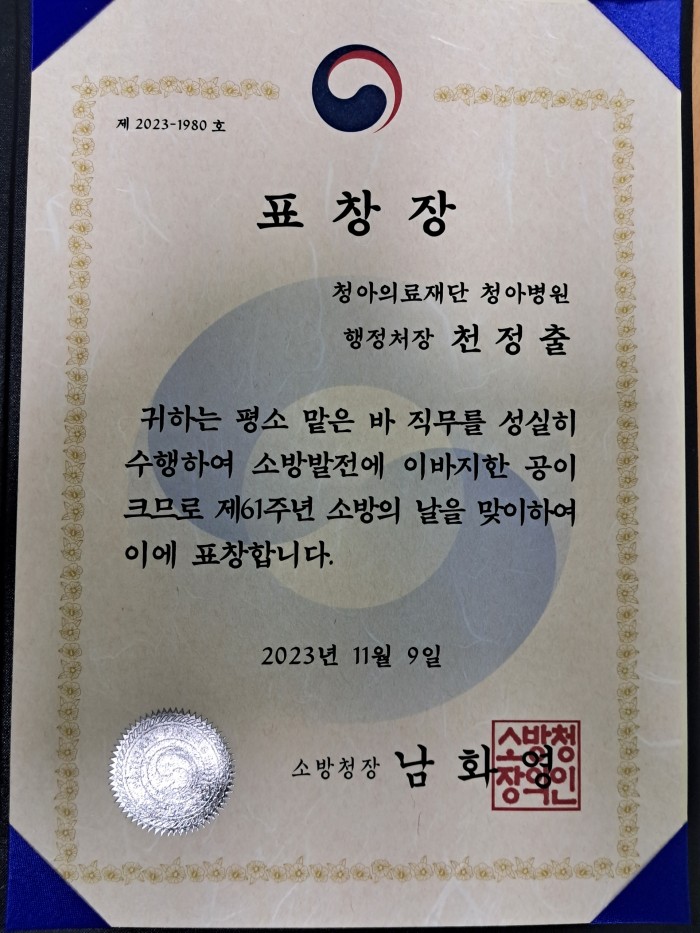 제 2023-1980 호
표 창 장
청아의료재단 청아병원
행정처장 천 정 출
귀하는 평소 맡은 바 직무를 성실히
수행하여 소방발전에 이바지한 공이
크므로 제61주년 소방의 날을 맞이하여
이에 표창합니다.
2023년 11월 9일
소방청장 남 화 영
소방청
장의인